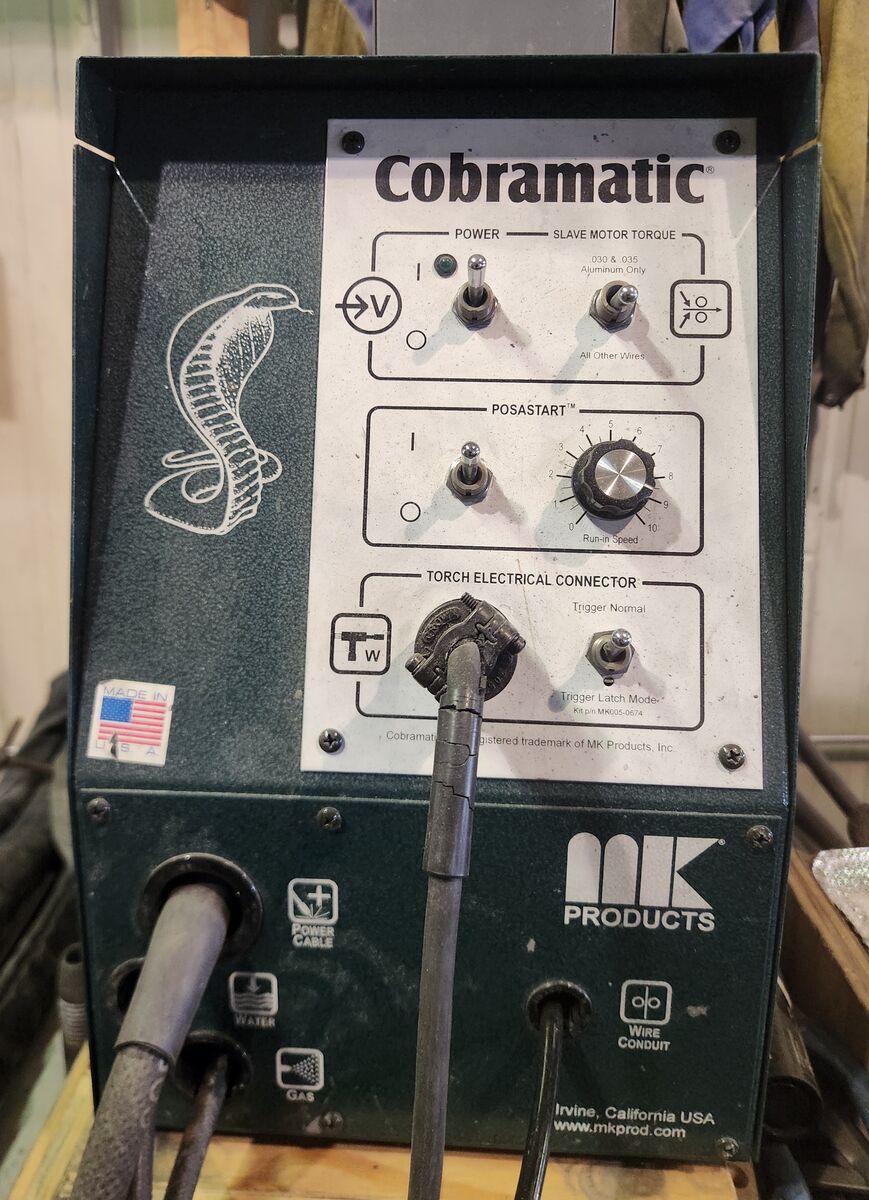 Cobramatic®
POWER
SLAVE MOTOR TORQUE
I
.030 & .035
Aluminum Only
V
O
All Other Wires
POSASTART™
I
O
0 1 2 3 4 5 6 7 8 9 10
Run-in Speed
TORCH ELECTRICAL CONNECTOR
Trigger Normal
W
Trigger Latch Mode
Kit p/n MK005-0674
registered trademark of MK Products, Inc.
MADE IN
U.S.A
MK®
PRODUCTS
POWER
CABLE
WATER
WIRE
CONDUIT
GAS
Irvine, California USA
www.mkprod.com